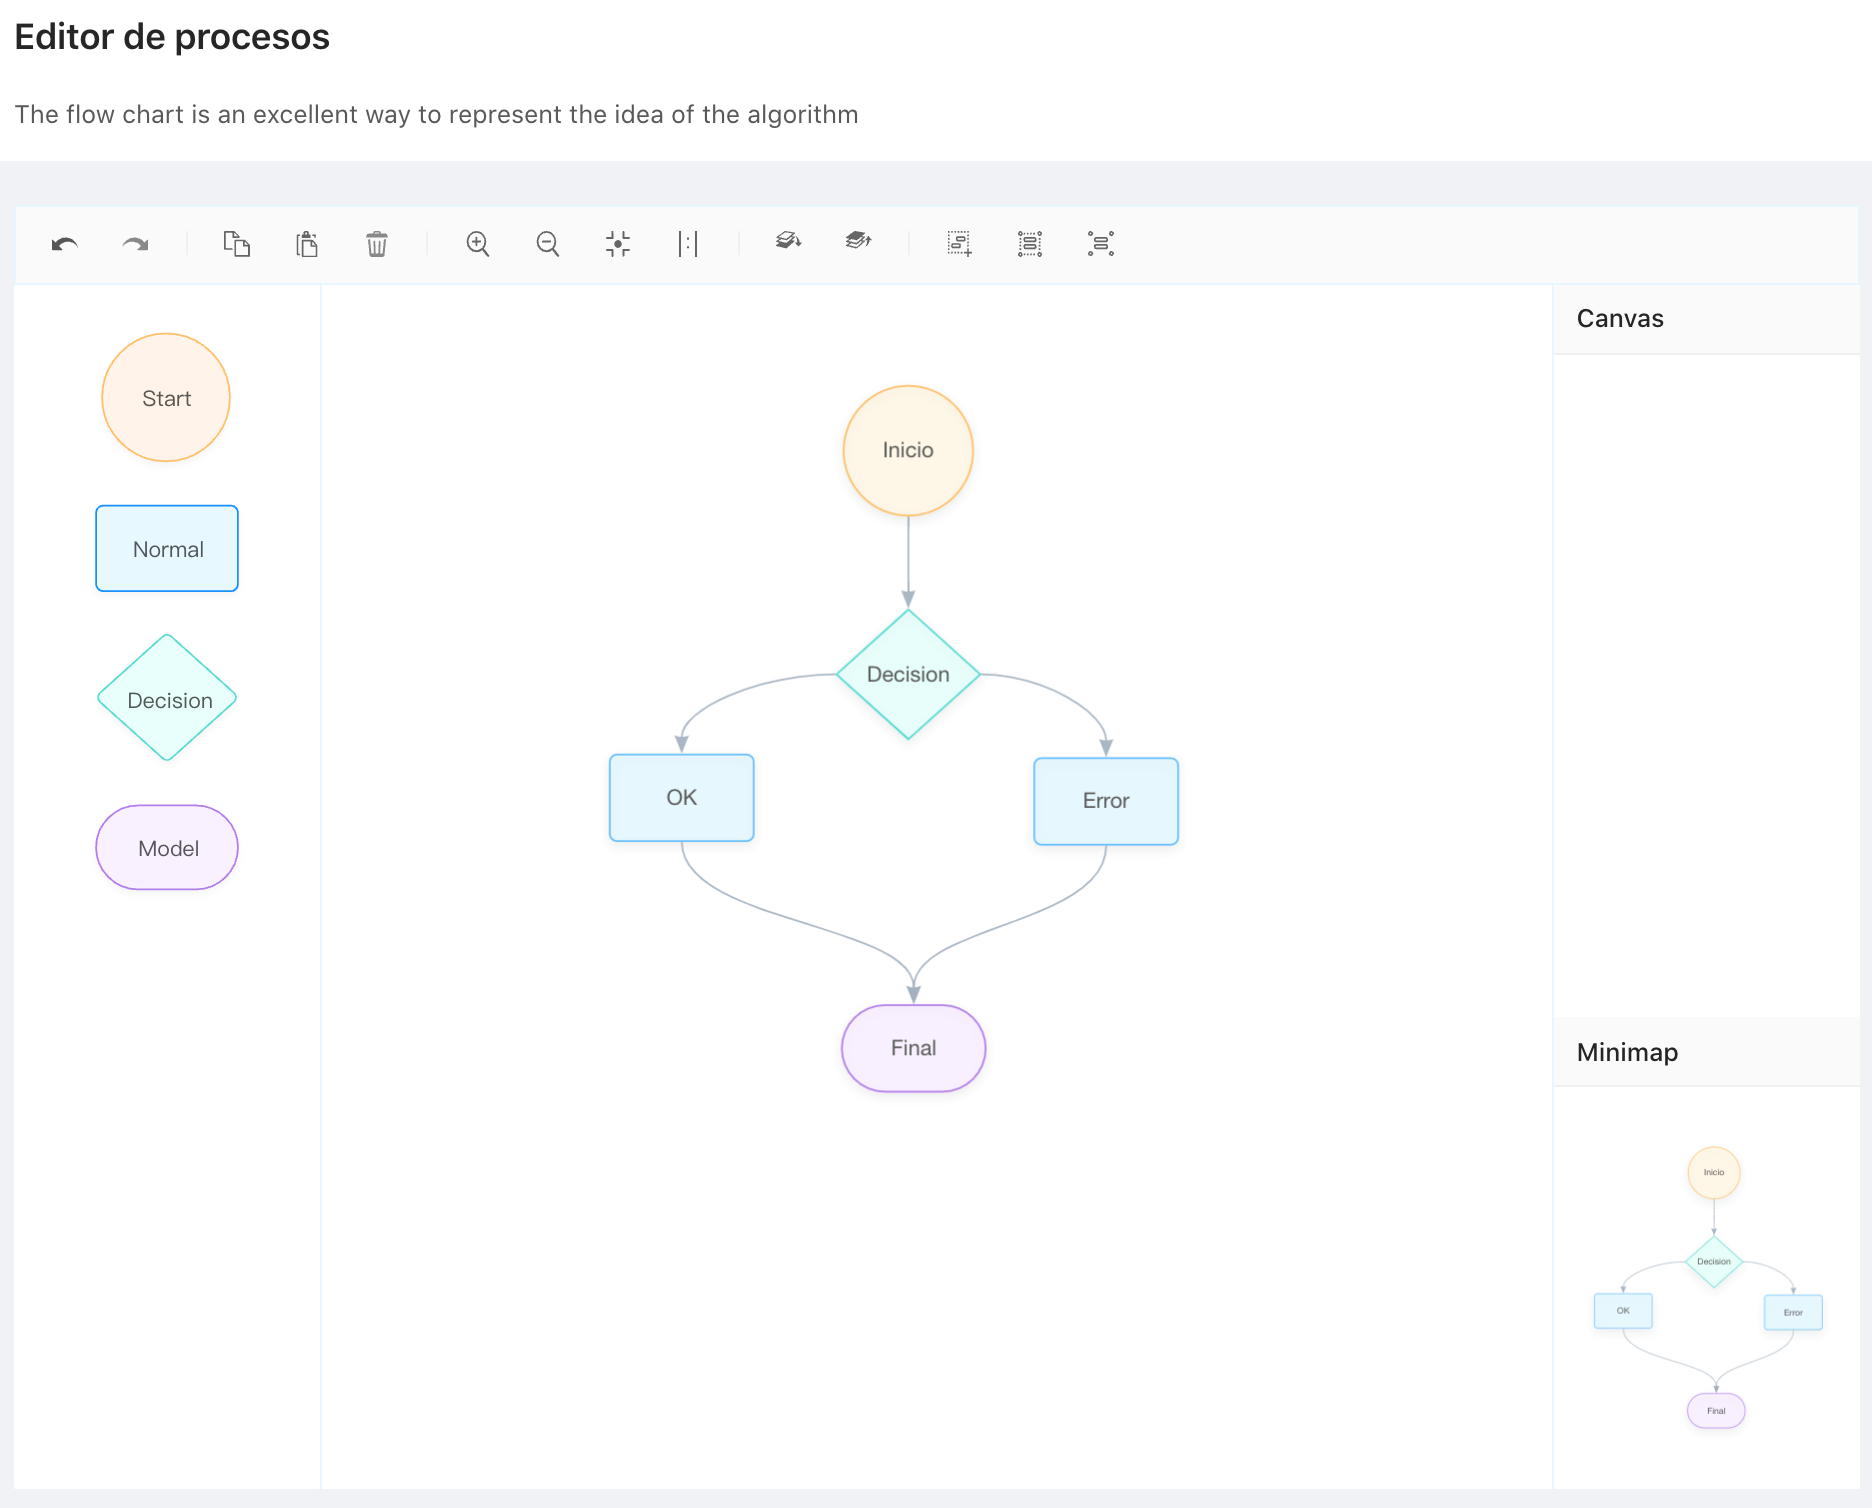 Editor de procesos
The flow chart is an excellent way to represent the idea of the algorithm
Start
Normal
Decision
Model
Inicio
Decision
OK
Error
Final
Canvas
Minimap
Inicio
Decision
OK
Error
Final